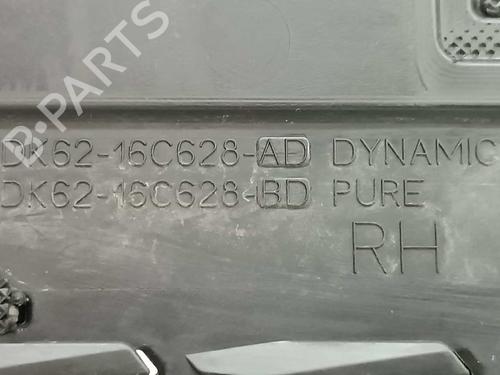 DK62-16C628-AD DYNAMIC
DK62-16C628-BD PURE
RH
B-PARTS